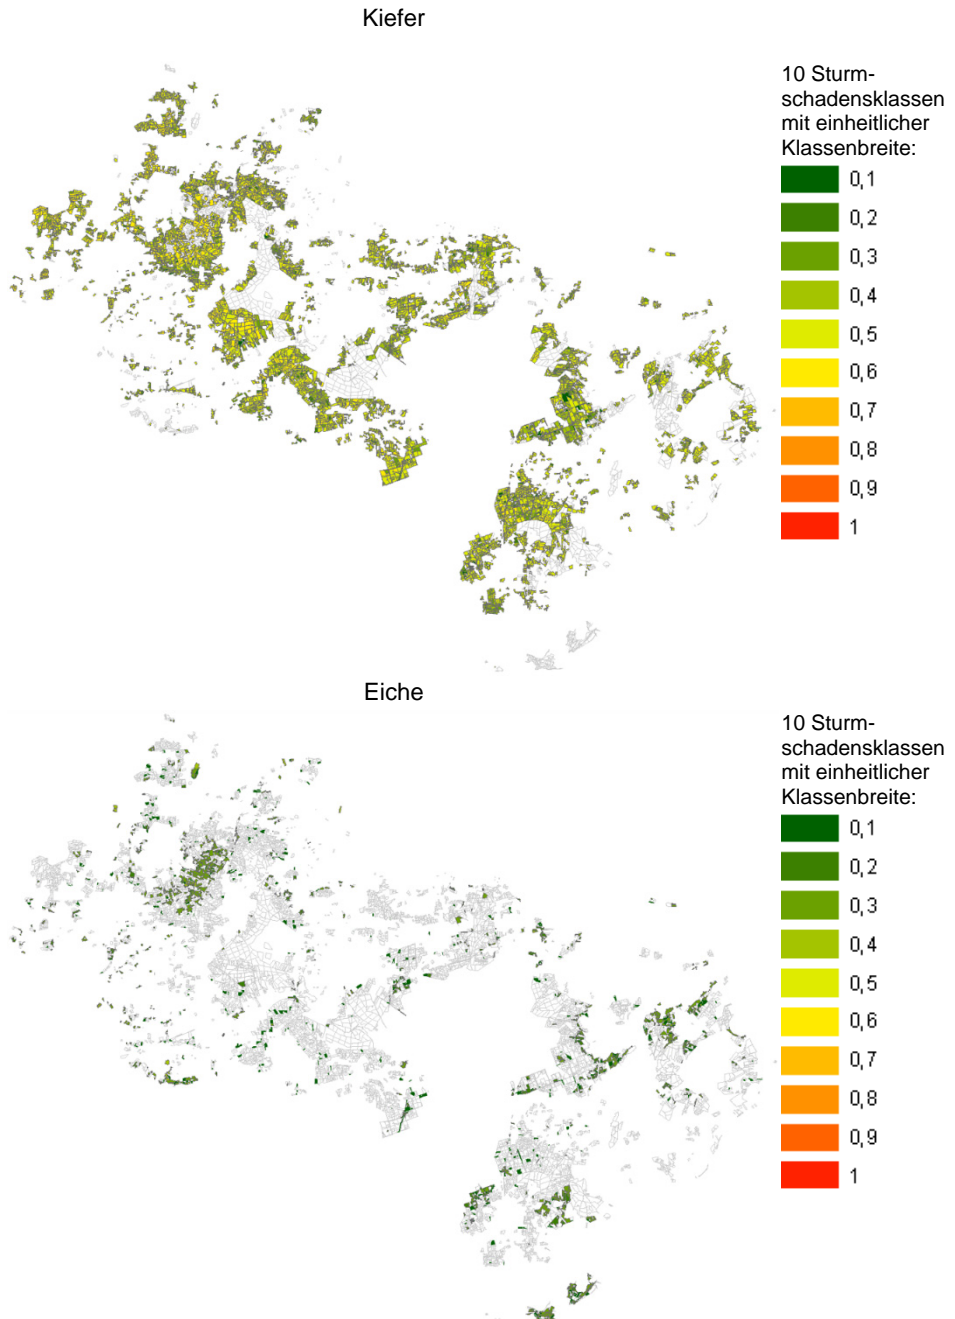 Kiefer
10 Sturm-
schadensklassen
mit einheitlicher
Klassenbreite:
0,1
0,2
0,3
0,4
0,5
0,6
0,7
0,8
0,9
1
Eiche
10 Sturm-
schadensklassen
mit einheitlicher
Klassenbreite:
0,1
0,2
0,3
0,4
0,5
0,6
0,7
0,8
0,9
1